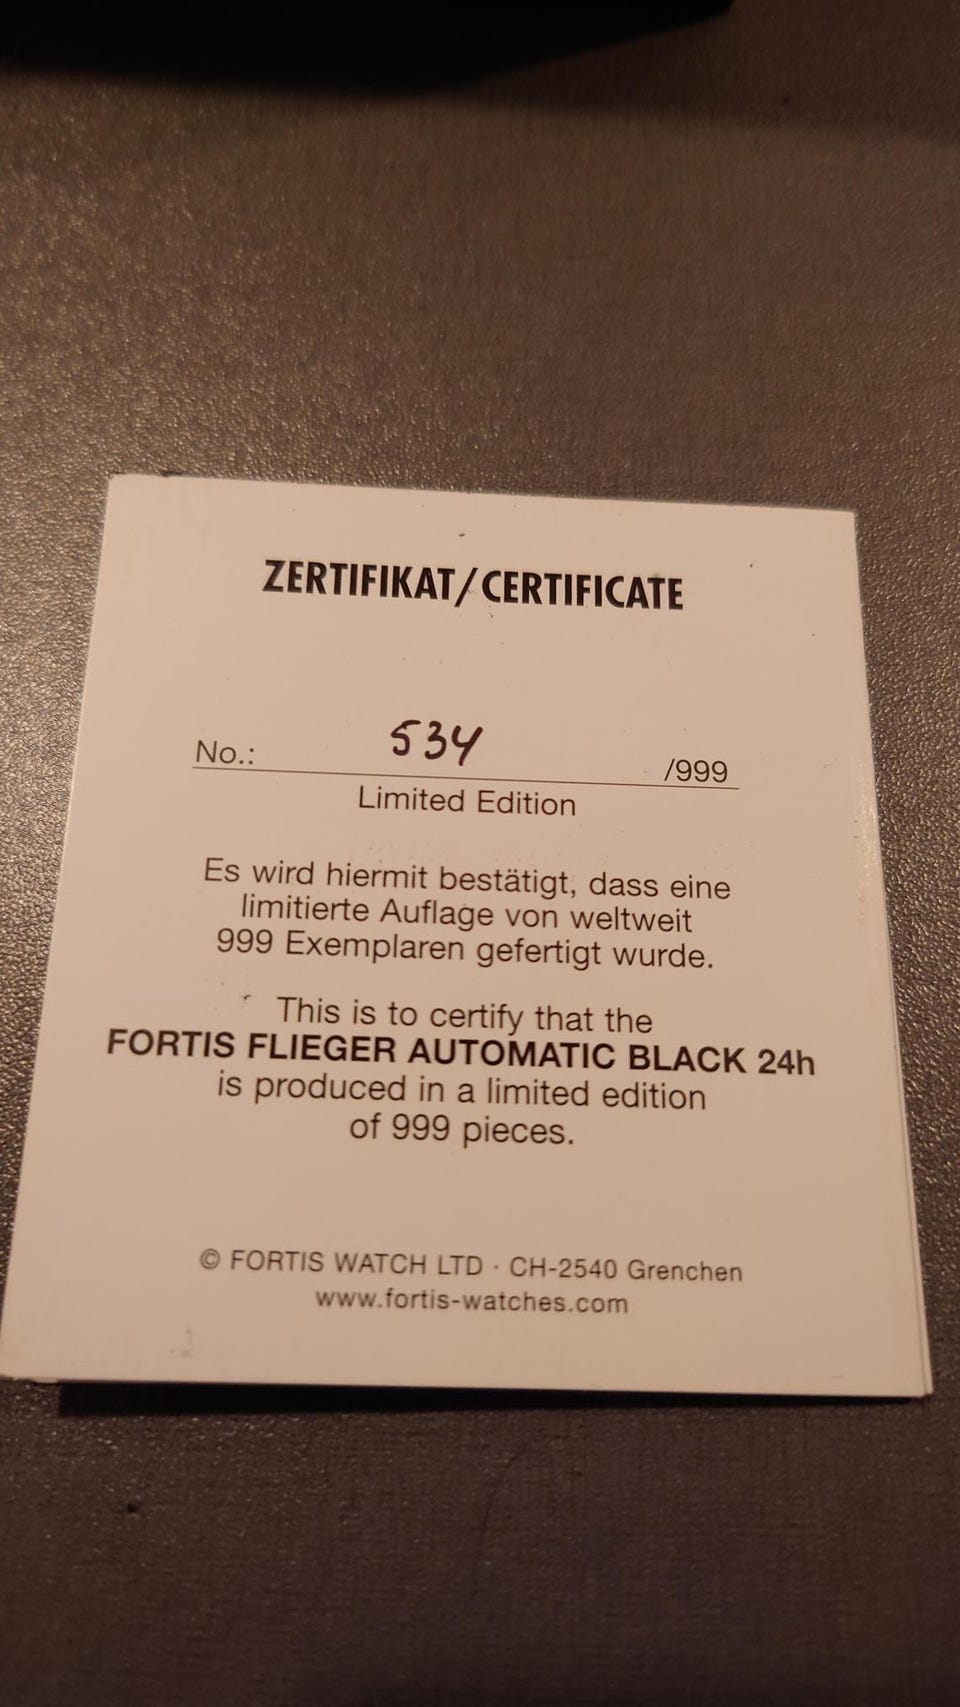 ZERTIFIKAT/CERTIFICATE
No.: 534 /999
Limited Edition
Es wird hiermit bestätigt, dass eine
limitierte Auflage von weltweit
999 Exemplaren gefertigt wurde.
This is to certify that the
FORTIS FLIEGER AUTOMATIC BLACK 24h
is produced in a limited edition
of 999 pieces.
© FORTIS WATCH LTD · CH-2540 Grenchen
www.fortis-watches.com